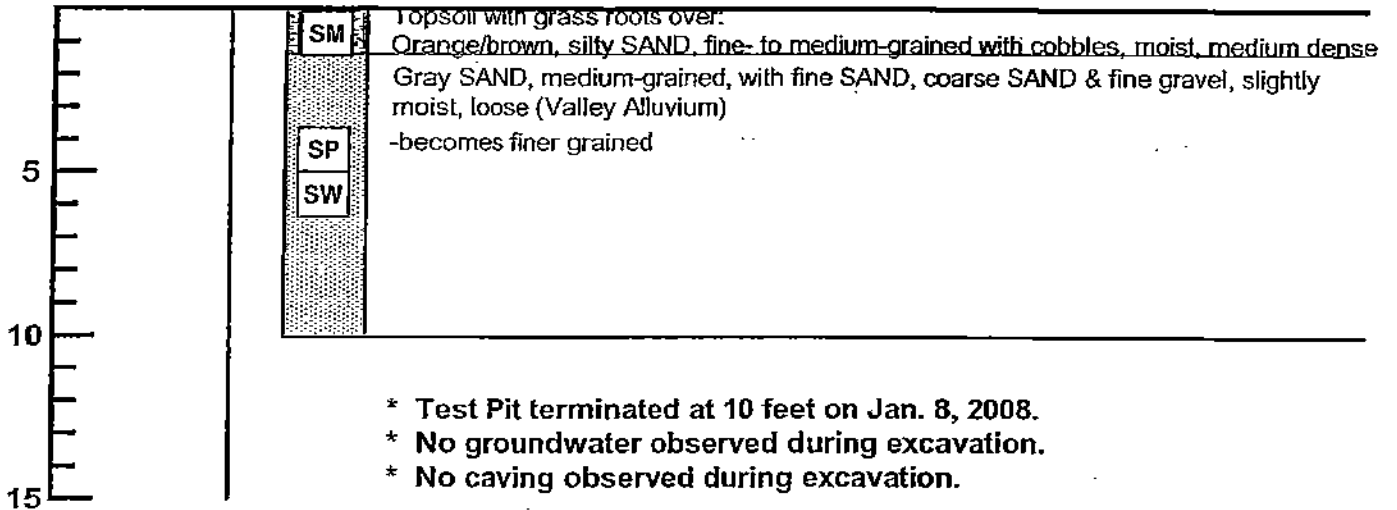 Topsoil with grass roots over:
SM
Orange/brown, silty SAND, fine- to medium-grained with cobbles, moist, medium dense
Gray SAND, medium-grained, with fine SAND, coarse SAND & fine gravel, slightly
moist, loose (Valley Alluvium)
SP
-becomes finer grained
5
SW
10
* Test Pit terminated at 10 feet on Jan. 8, 2008.
* No groundwater observed during excavation.
* No caving observed during excavation.
15